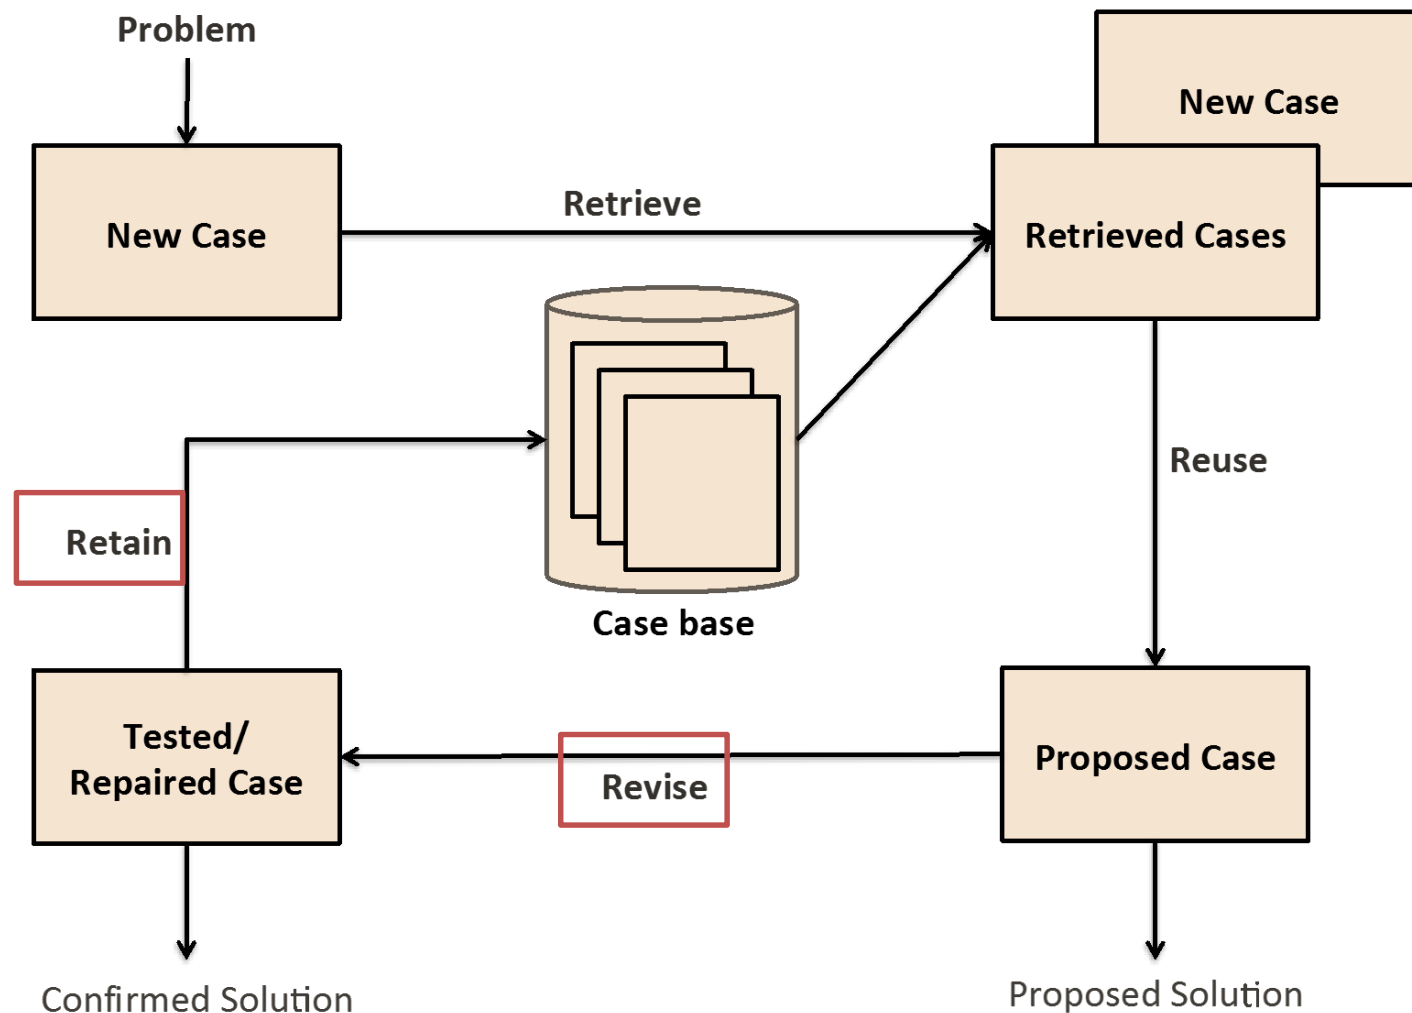 Problem
New Case
New Case
Retrieve
Retrieved Cases
Reuse
Retain
Case base
Tested/
Repaired Case
Revise
Proposed Case
Confirmed Solution
Proposed Solution